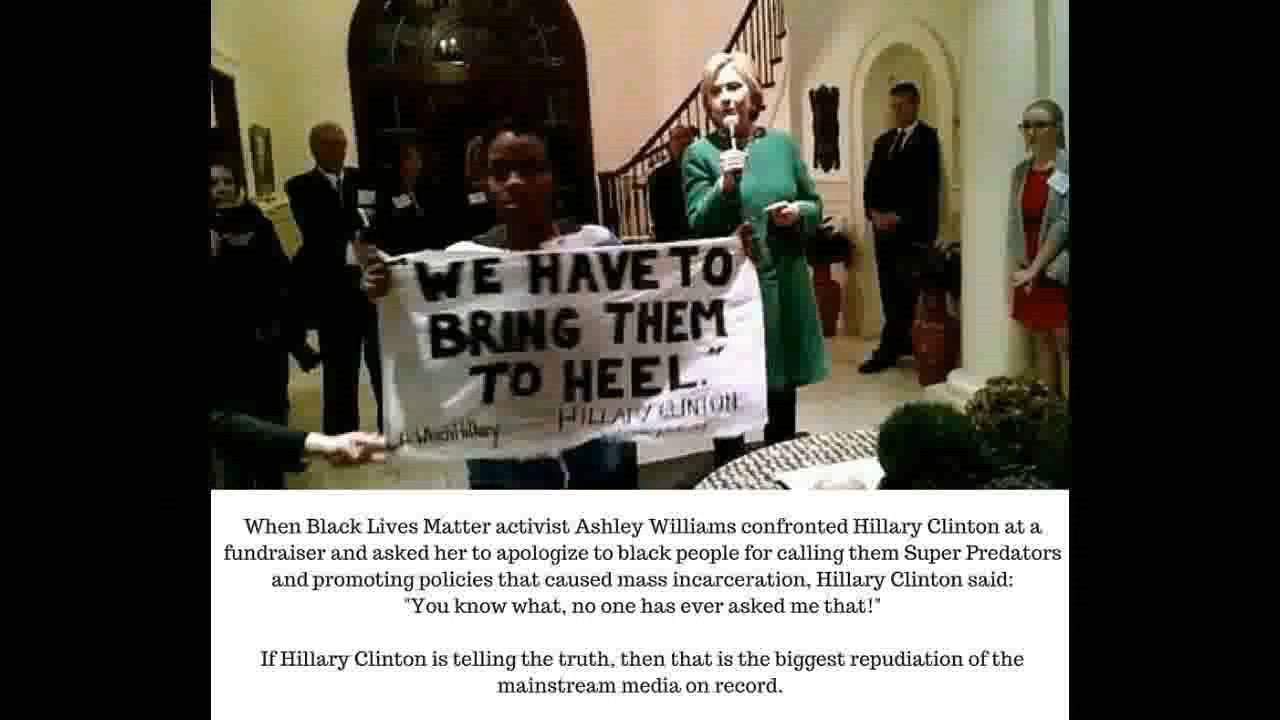 "WE HAVE TO
BRING THEM
TO HEEL."
HILLARY CLINTON
When Black Lives Matter activist Ashley Williams confronted Hillary Clinton at a
fundraiser and asked her to apologize to black people for calling them Super Predators
and promoting policies that caused mass incarceration, Hillary Clinton said:
"You know what, no one has ever asked me that!"
If Hillary Clinton is telling the truth, then that is the biggest repudiation of the
mainstream media on record.